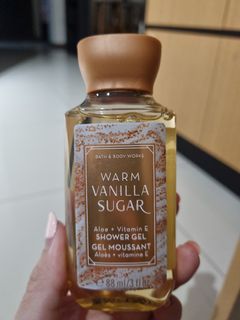 BATH & BODY WORKS
WARM
VANILLA
SUGAR
Aloe + Vitamin E
SHOWER GEL
GEL MOUSSANT
Aloès + vitamine E
e 88 ml/3 fl oz